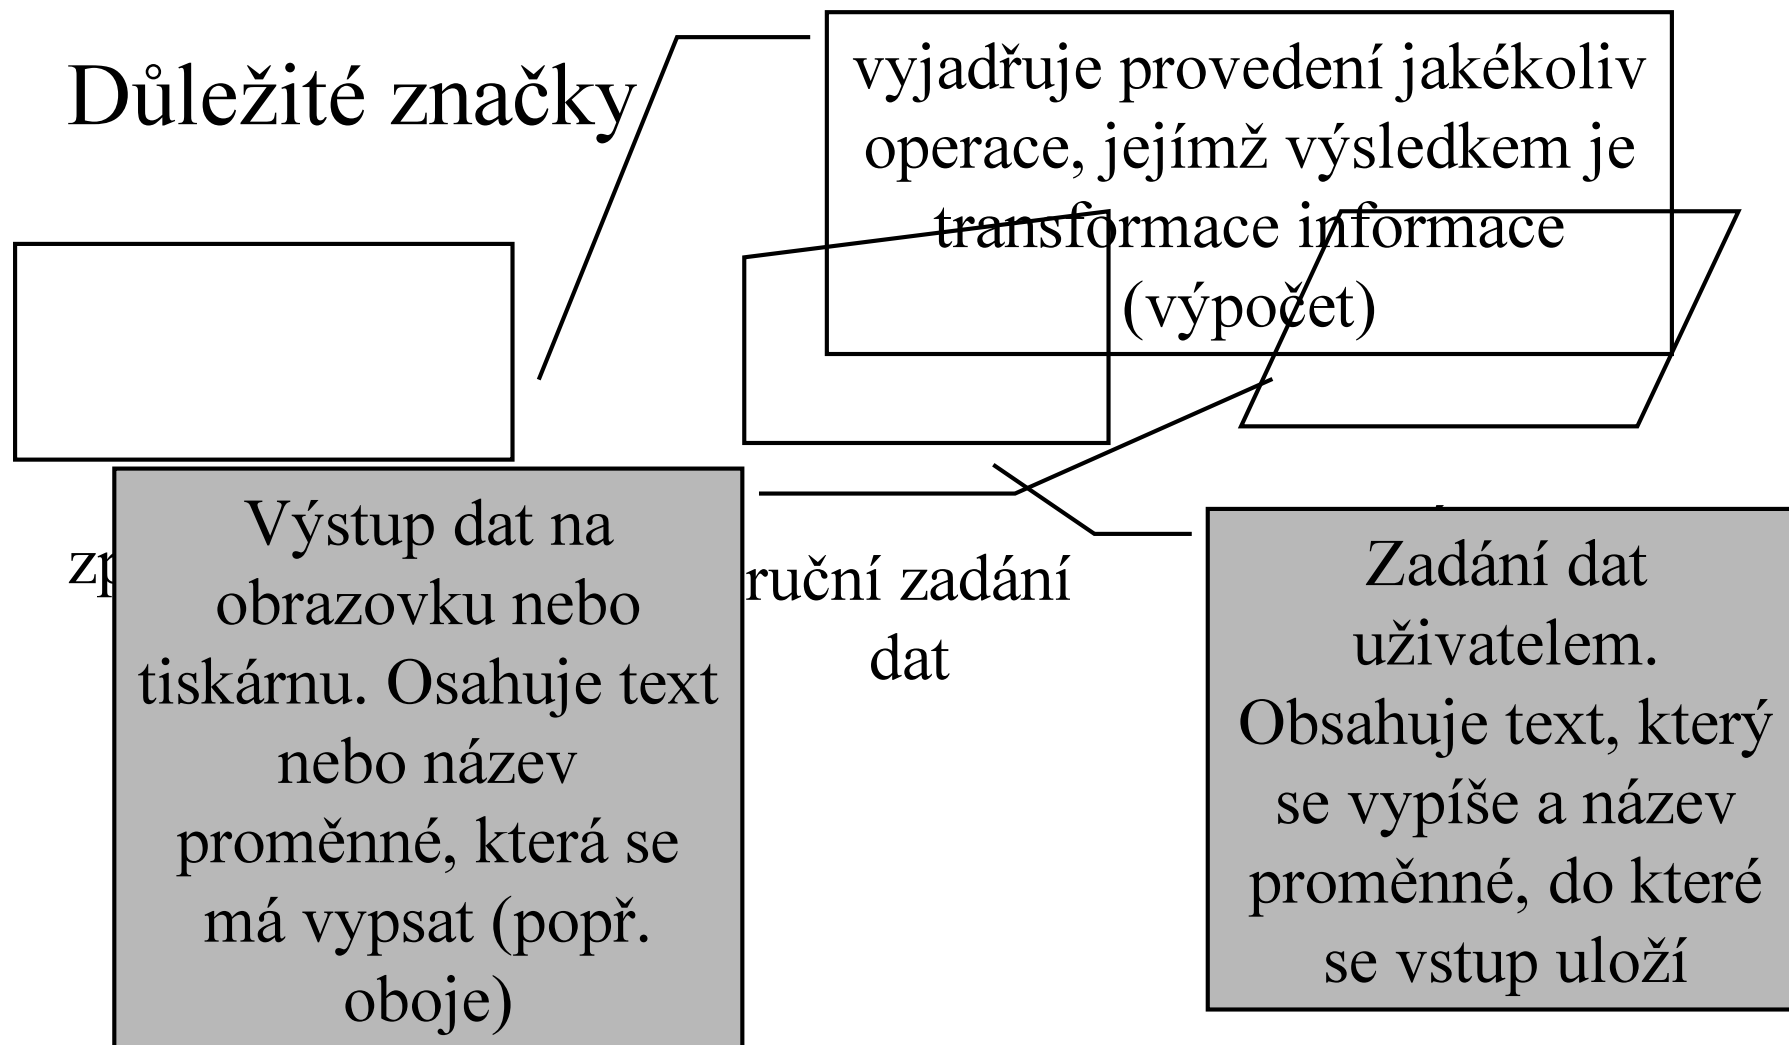 Důležité značky
vyjadřuje provedení jakékoliv
operace, jejímž výsledkem je
transformace informace
(výpočet)
Výstup dat na
obrazovku nebo
tiskárnu. Osahuje text
nebo název
proměnné, která se
má vypsat (popř.
oboje)
ruční zadání
dat
Zadání dat
uživatelem.
Obsahuje text, který
se vypíše a název
proměnné, do které
se vstup uloží